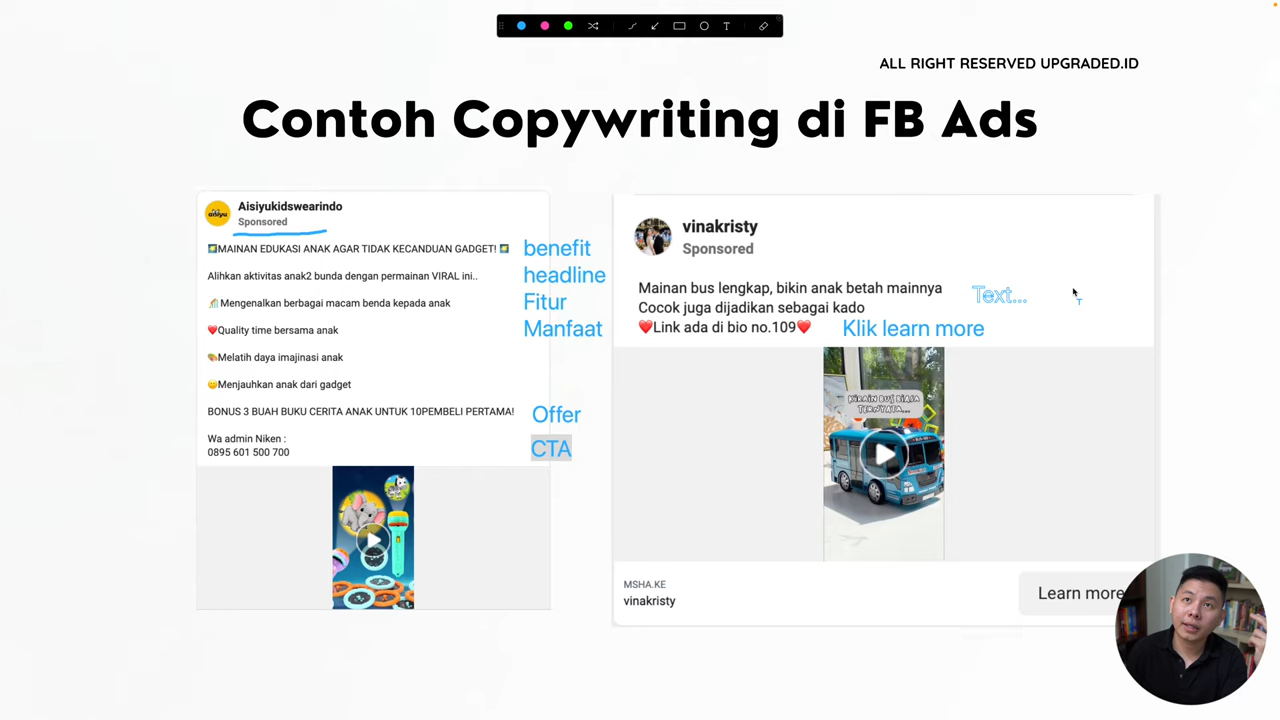 ALL RIGHT RESERVED UPGRADED.ID
Contoh Copywriting di FB Ads
aisiyu
Aisiyukidswearindo
Sponsored
MAINAN EDUKASI ANAK AGAR TIDAK KECANDUAN GADGET!
Alihkan aktivitas anak2 bunda dengan permainan VIRAL ini..
Mengenalkan berbagai macam benda kepada anak
❤️Quality time bersama anak
🎨Melatih daya imajinasi anak
Menjauhkan anak dari gadget
BONUS 3 BUAH BUKU CERITA ANAK UNTUK 10PEMBELI PERTAMA!
Wa admin Niken :
0895 601 500 700
benefit
headline
Fitur
Manfaat
Offer
CTA
vinakristy
Sponsored
Mainan bus lengkap, bikin anak betah mainnya
Cocok juga dijadikan sebagai kado
❤️Link ada di bio no.109❤️
Text...
T
Klik learn more
KIRAIN BUS BIASA
TERNYATA...
MSHA.KE
vinakristy
Learn more